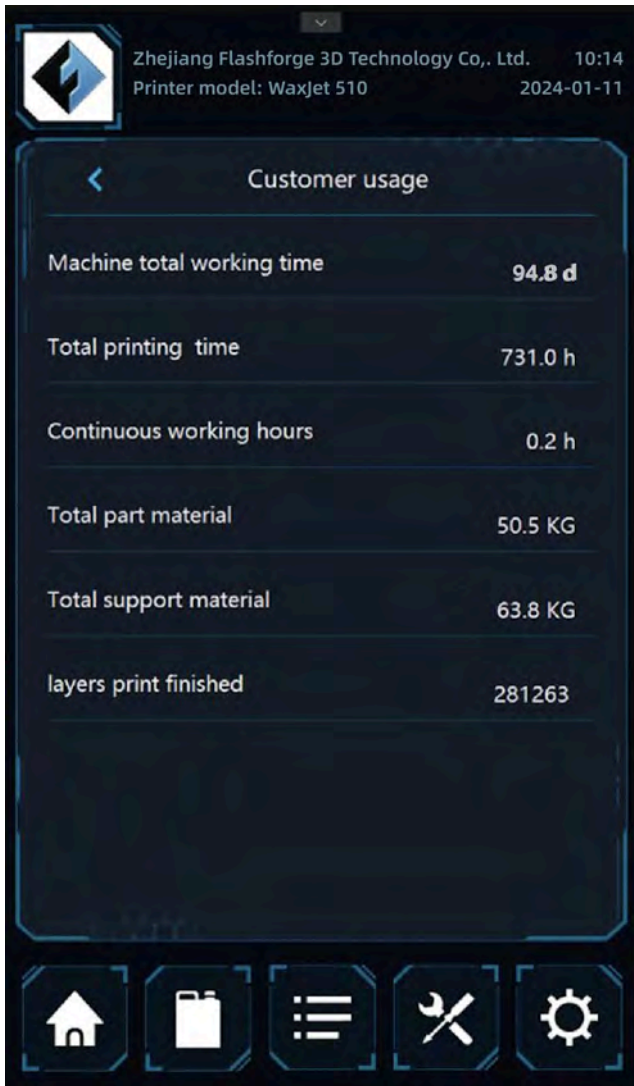 Zhejiang Flashforge 3D Technology Co,. Ltd. 10:14
Printer model: WaxJet 510 2024-01-11
Customer usage
Machine total working time 94.8 d
Total printing time 731.0 h
Continuous working hours 0.2 h
Total part material 50.5 KG
Total support material 63.8 KG
layers print finished 281263